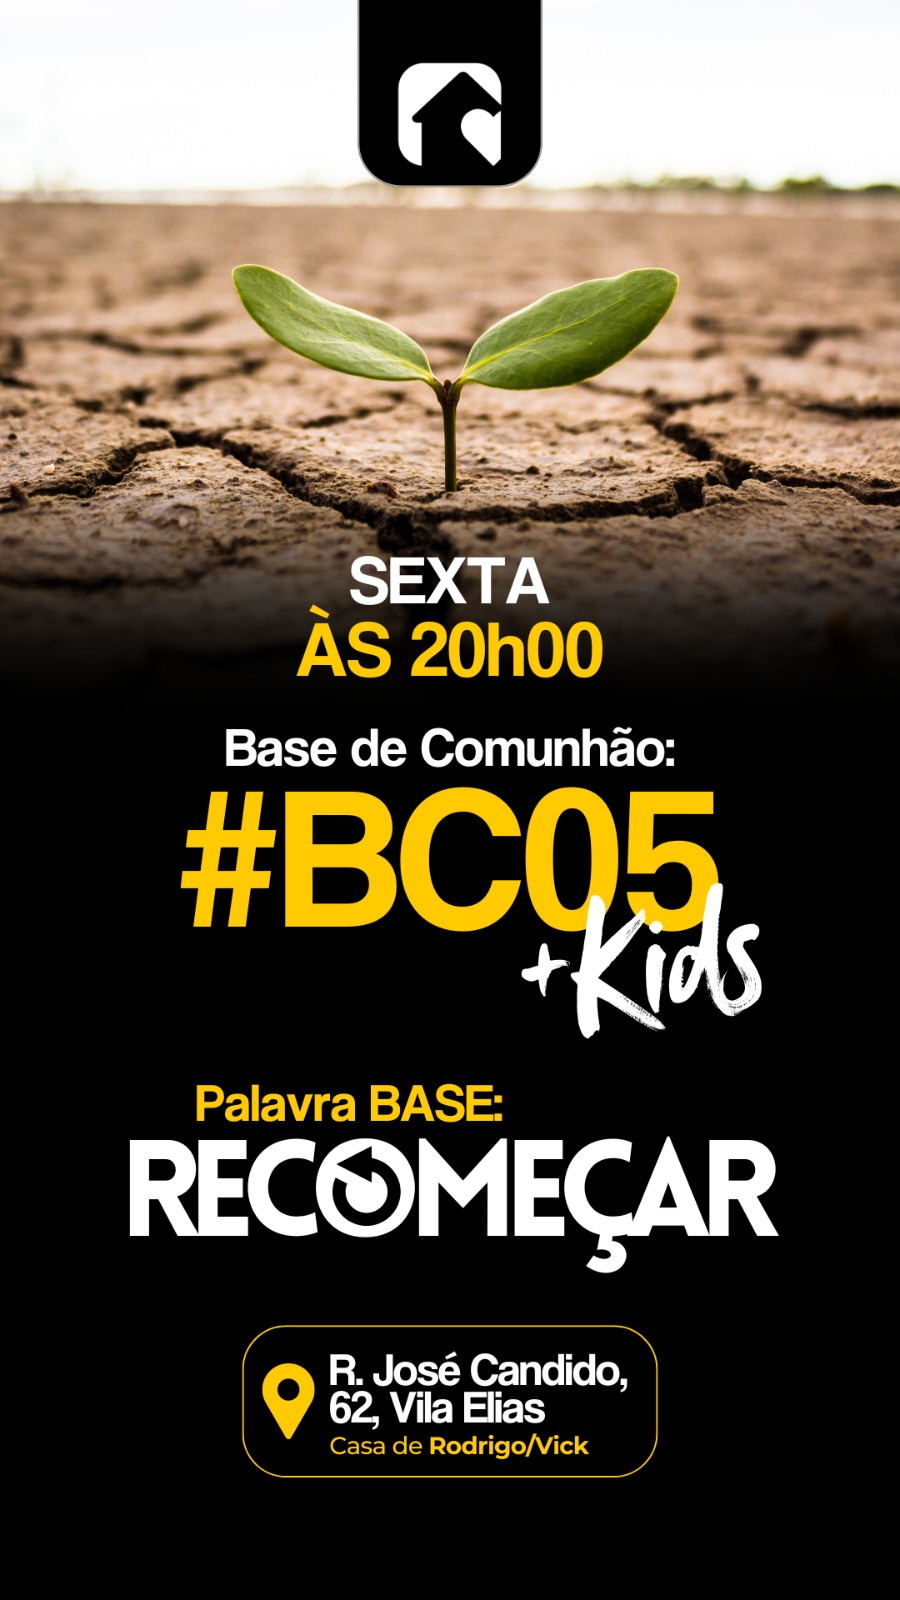 SEXTA
ÀS 20h00
Base de Comunhão:
#BC05
+Kids
Palavra BASE:
RECOMEÇAR
R. José Candido,
62, Vila Elias
Casa de Rodrigo/Vick